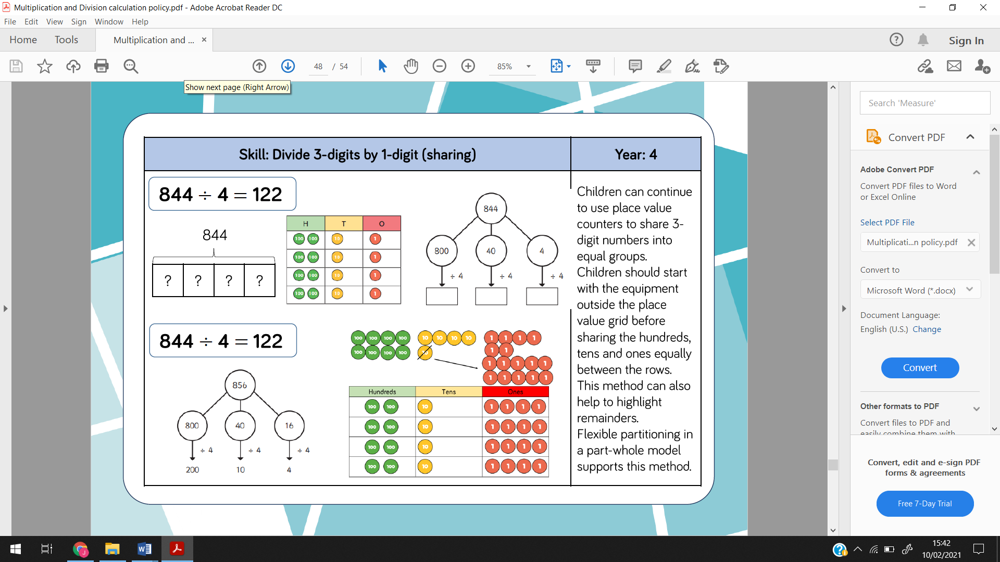 Multiplication and Division calculation policy.pdf - Adobe Acrobat Reader DC
File Edit View Sign Window Help
Home Tools Multiplication and ... × Sign In
48 / 54 85%
Show next page (Right Arrow)
Skill: Divide 3-digits by 1-digit (sharing) Year: 4
844 ÷ 4 = 122
844
? ? ? ?
H T O
100 100 10 1
100 100 10 1
100 100 10 1
100 100 10 1
844
800 40 4
÷ 4 ÷ 4 ÷ 4
Children can continue
to use place value
counters to share 3-
digit numbers into
equal groups.
Children should start
with the equipment
outside the place
value grid before
sharing the hundreds,
tens and ones equally
between the rows.
This method can also
help to highlight
remainders.
Flexible partitioning in
a part-whole model
supports this method.
844 ÷ 4 = 122
856
800 40 16
÷ 4 ÷ 4 ÷ 4
200 10 4
100 100 100 100 10 10 10 10 1 1 1 1
100 100 100 100 10 1 1
1 1 1 1 1
1 1 1 1 1
Hundreds Tens Ones
100 100 10 1 1 1 1
100 100 10 1 1 1 1
100 100 10 1 1 1 1
100 100 10 1 1 1 1
Search 'Measure'
Convert PDF
Adobe Convert PDF
Convert PDF files to Word
or Excel Online
Select PDF File
Multiplicati...n policy.pdf
Convert to
Microsoft Word (*.docx)
Document Language:
English (U.S.) Change
Convert
Other formats to PDF
Convert files to PDF and
easily combine them with
Convert, edit and e-sign PDF
forms & agreements
Free 7-Day Trial
15:42
10/02/2021